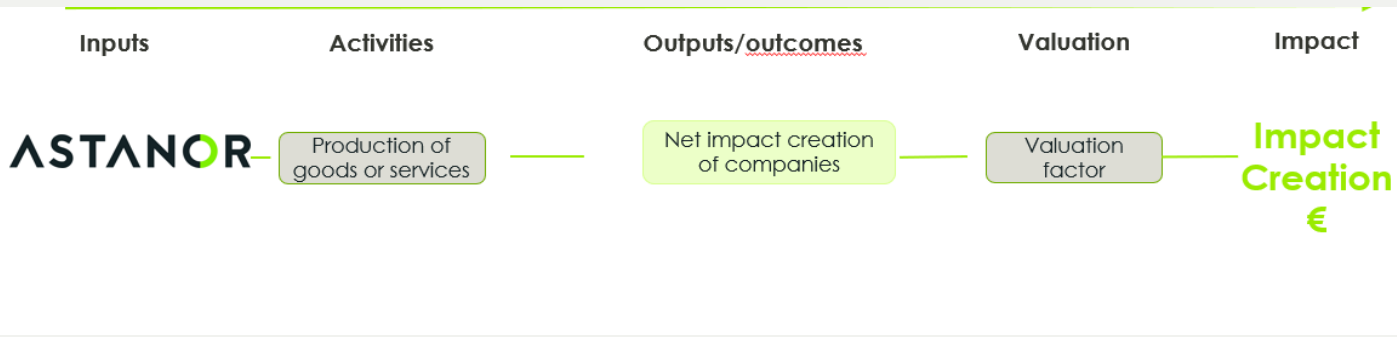 Inputs
Activities
Outputs/outcomes
Valuation
Impact
ASTANOR
Production of
goods or services
Net impact creation
of companies
Valuation
factor
Impact
Creation
€